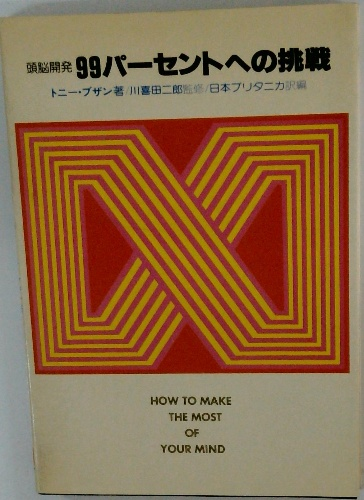 頭脳開発 99パーセントへの挑戦
トニー・ブザン著/川喜田二郎監修/日本ブリタニカ訳編
HOW TO MAKE
THE MOST
OF
YOUR MIND